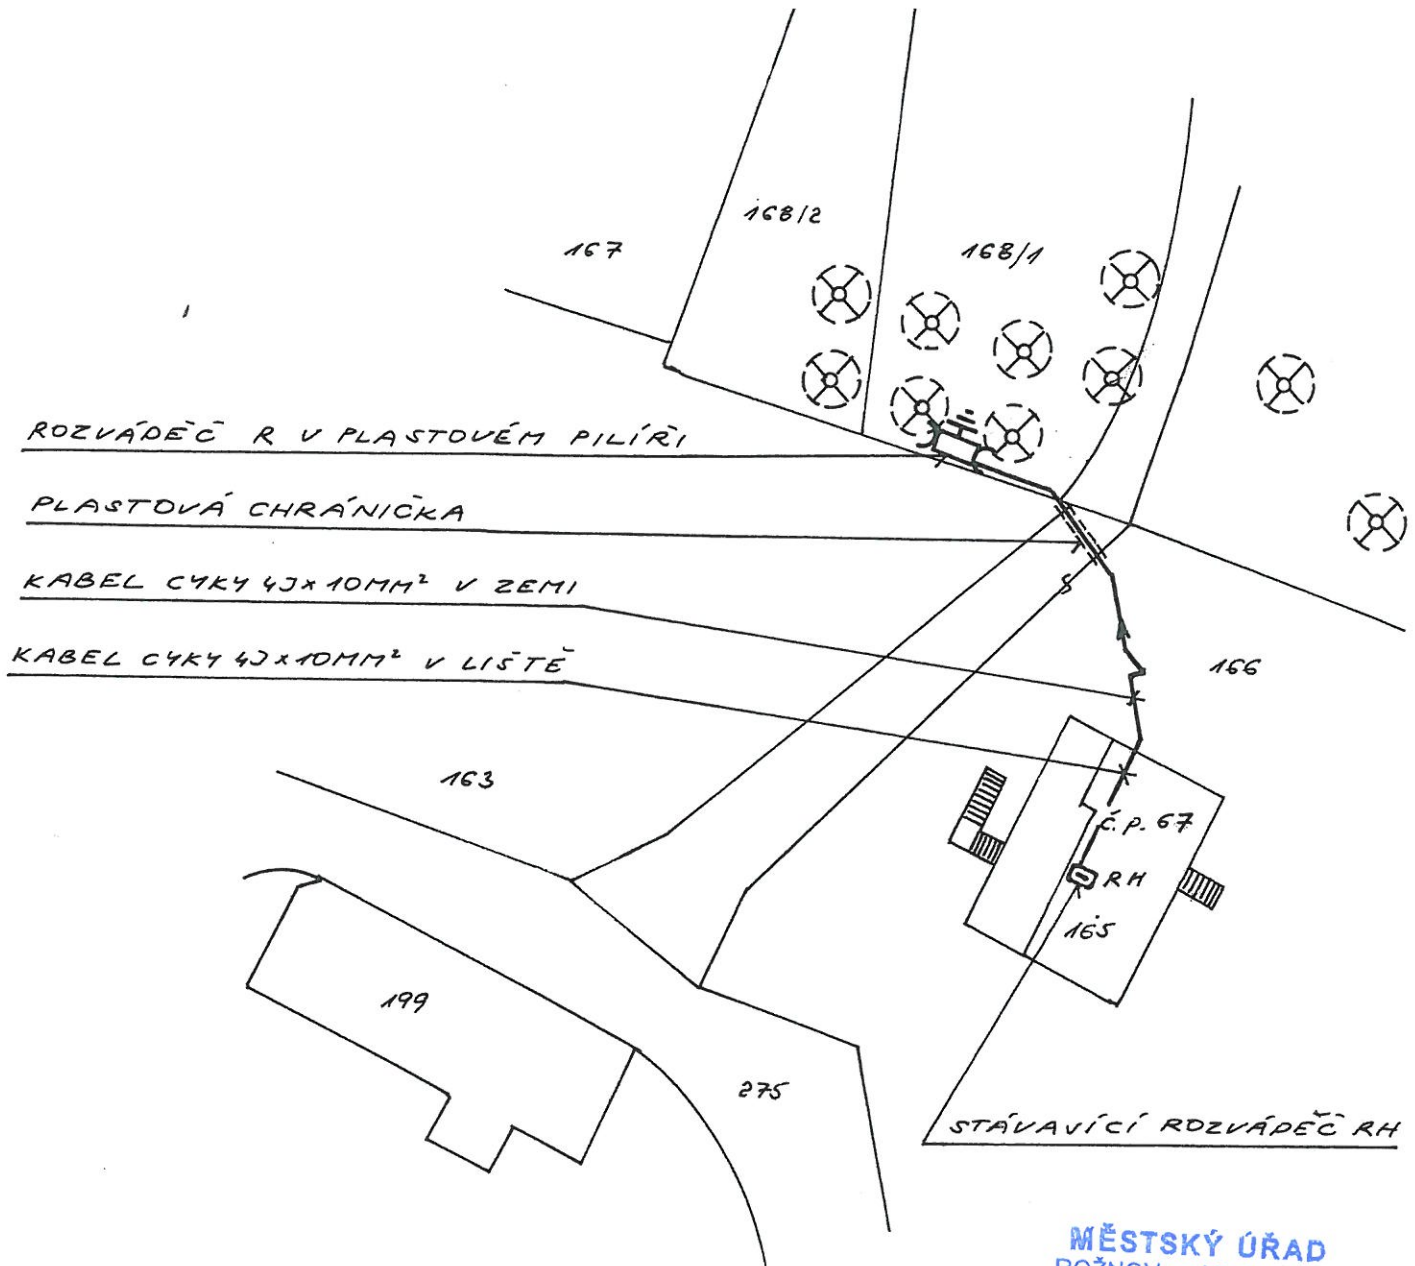 168/2
167
168/1
ROZVÁDĚČ R V PLASTOVÉM PILÍŘI
PLASTOVÁ CHRÁNIČKA
KABEL CYKY 4J×10MM² V ZEMI
KABEL CYKY 4J×10MM² V LIŠTĚ
166
163
č.p. 67
RH
165
199
275
STÁVAVÍCÍ ROZVÁDĚČ RH
MĚSTSKÝ ÚŘAD